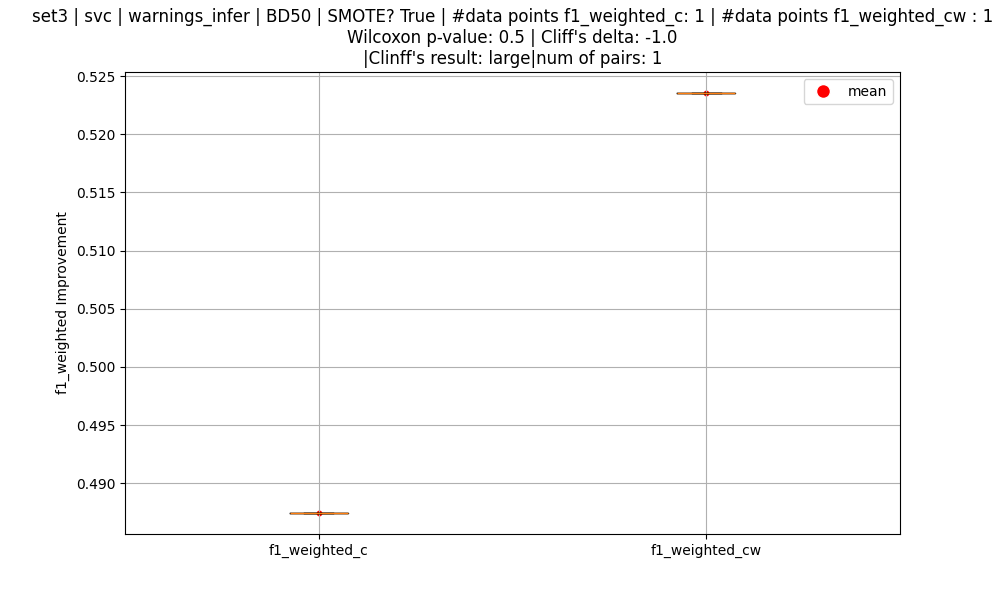 set3 | svc | warnings_infer | BD50 | SMOTE? True | #data points f1_weighted_c: 1 | #data points f1_weighted_cw : 1
Wilcoxon p-value: 0.5 | Cliff's delta: -1.0
|Clinff's result: large|num of pairs: 1
mean
f1_weighted Improvement
0.525
0.520
0.515
0.510
0.505
0.500
0.495
0.490
f1_weighted_c
f1_weighted_cw